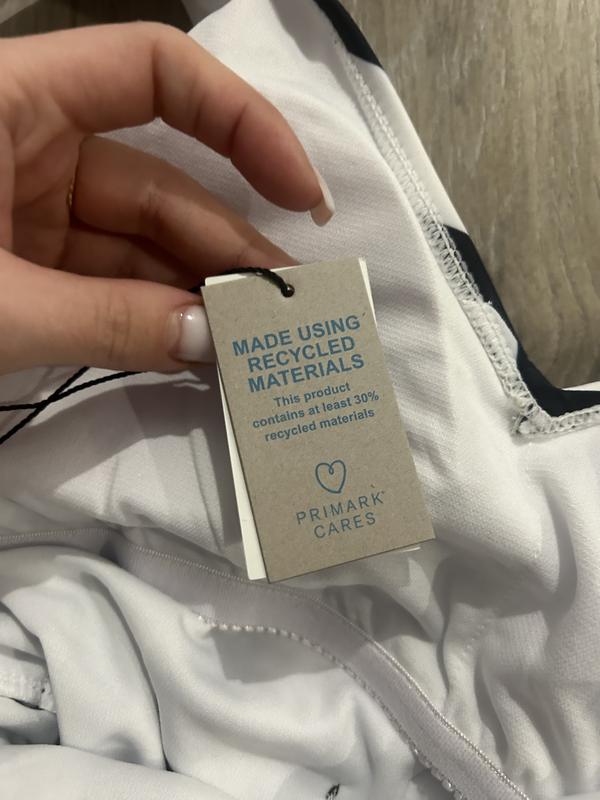 MADE USING
RECYCLED
MATERIALS
This product
contains at least 30%
recycled materials
PRIMARK®
CARES